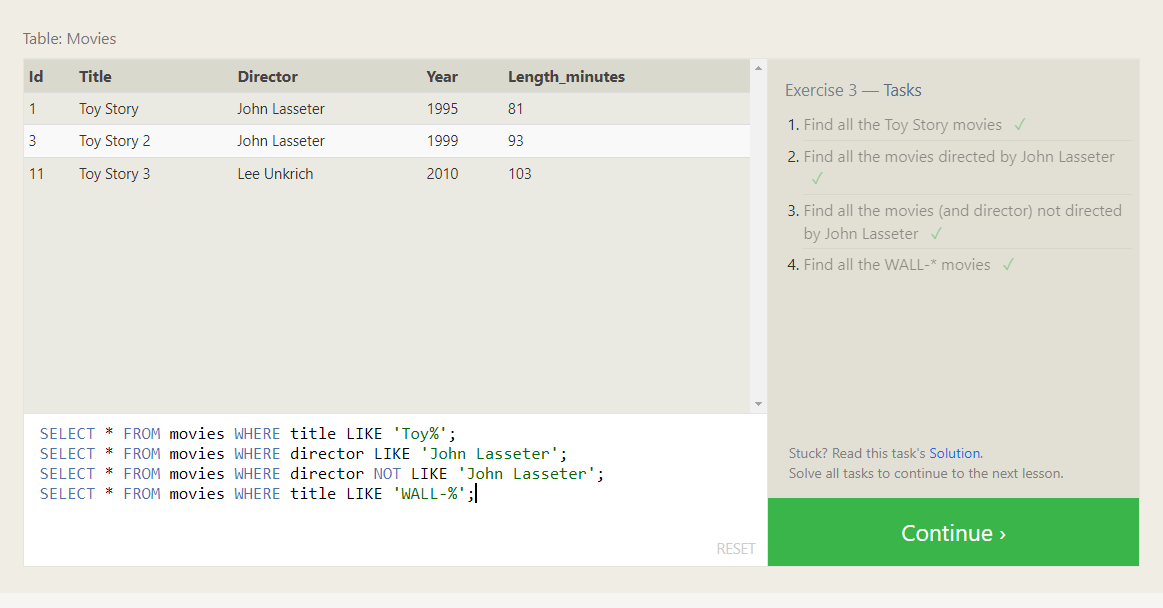 Table: Movies
Id Title Director Year Length_minutes
1 Toy Story John Lasseter 1995 81
3 Toy Story 2 John Lasseter 1999 93
11 Toy Story 3 Lee Unkrich 2010 103
SELECT * FROM movies WHERE title LIKE 'Toy%';
SELECT * FROM movies WHERE director LIKE 'John Lasseter';
SELECT * FROM movies WHERE director NOT LIKE 'John Lasseter';
SELECT * FROM movies WHERE title LIKE 'WALL-%';
RESET
Exercise 3 — Tasks
1. Find all the Toy Story movies ✓
2. Find all the movies directed by John Lasseter
✓
3. Find all the movies (and director) not directed
by John Lasseter ✓
4. Find all the WALL-* movies ✓
Stuck? Read this task's Solution.
Solve all tasks to continue to the next lesson.
Continue ›